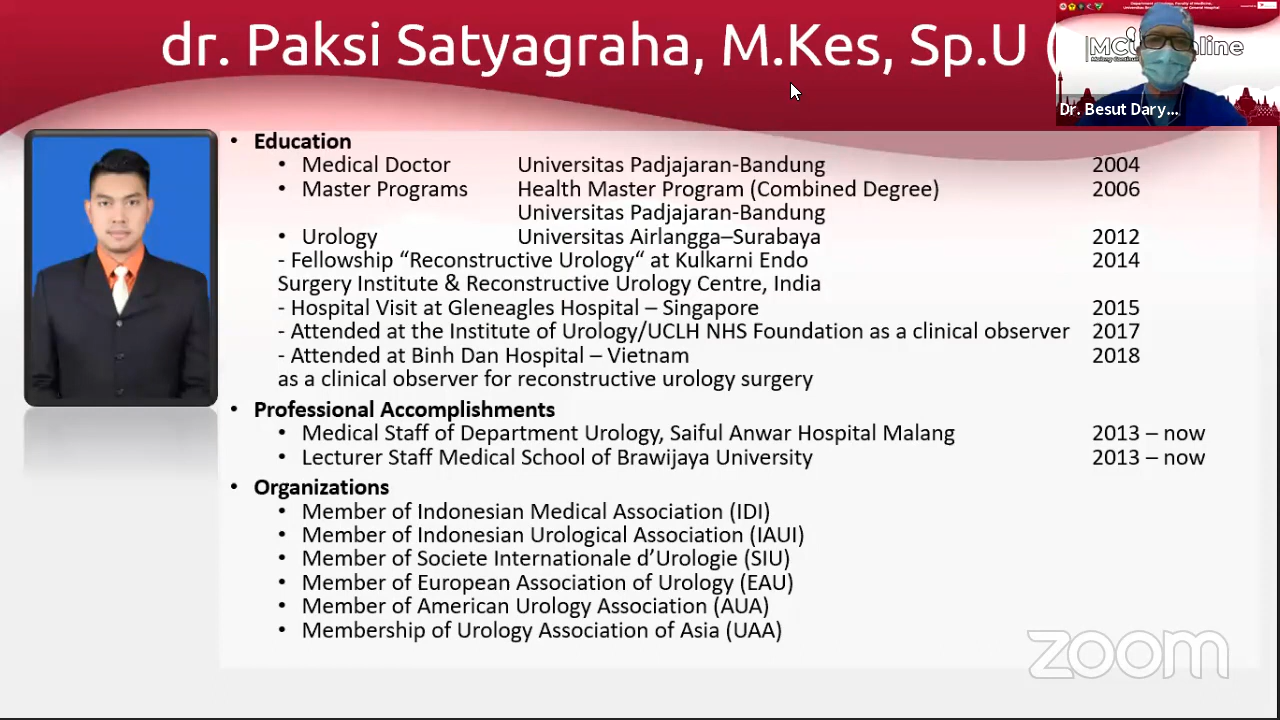 dr. Paksi Satyagraha, M.Kes, Sp.U (
Dr. Besut Dary...
• Education
• Medical Doctor Universitas Padjajaran-Bandung 2004
• Master Programs Health Master Program (Combined Degree) 2006
Universitas Padjajaran-Bandung
• Urology Universitas Airlangga–Surabaya 2012
- Fellowship “Reconstructive Urology“ at Kulkarni Endo 2014
Surgery Institute & Reconstructive Urology Centre, India
- Hospital Visit at Gleneagles Hospital – Singapore 2015
- Attended at the Institute of Urology/UCLH NHS Foundation as a clinical observer 2017
- Attended at Binh Dan Hospital – Vietnam 2018
as a clinical observer for reconstructive urology surgery
• Professional Accomplishments
• Medical Staff of Department Urology, Saiful Anwar Hospital Malang 2013 – now
• Lecturer Staff Medical School of Brawijaya University 2013 – now
• Organizations
• Member of Indonesian Medical Association (IDI)
• Member of Indonesian Urological Association (IAUI)
• Member of Societe Internationale d’Urologie (SIU)
• Member of European Association of Urology (EAU)
• Member of American Urology Association (AUA)
• Membership of Urology Association of Asia (UAA)
zoom